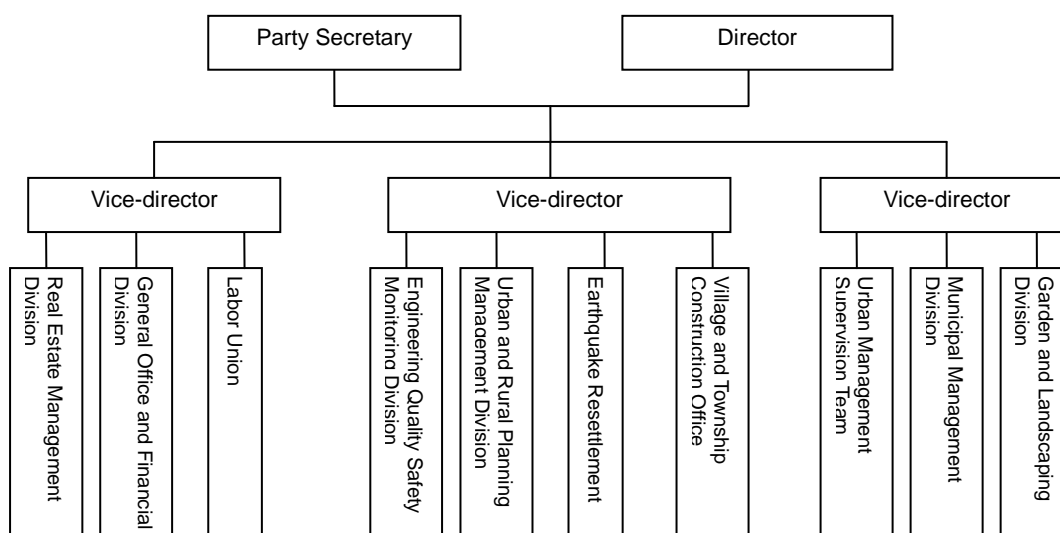 Party Secretary
Director
Vice-director
Vice-director
Vice-director
Real Estate Management
Division
General Office and Financial
Division
Labor Union
Engineering Quality Safety
Monitoring Division
Urban and Rural Planning
Management Division
Earthquake Resettlement
Village and Township
Construction Office
Urban Management
Supervision Team
Municipal Management
Division
Garden and Landscaping
Division